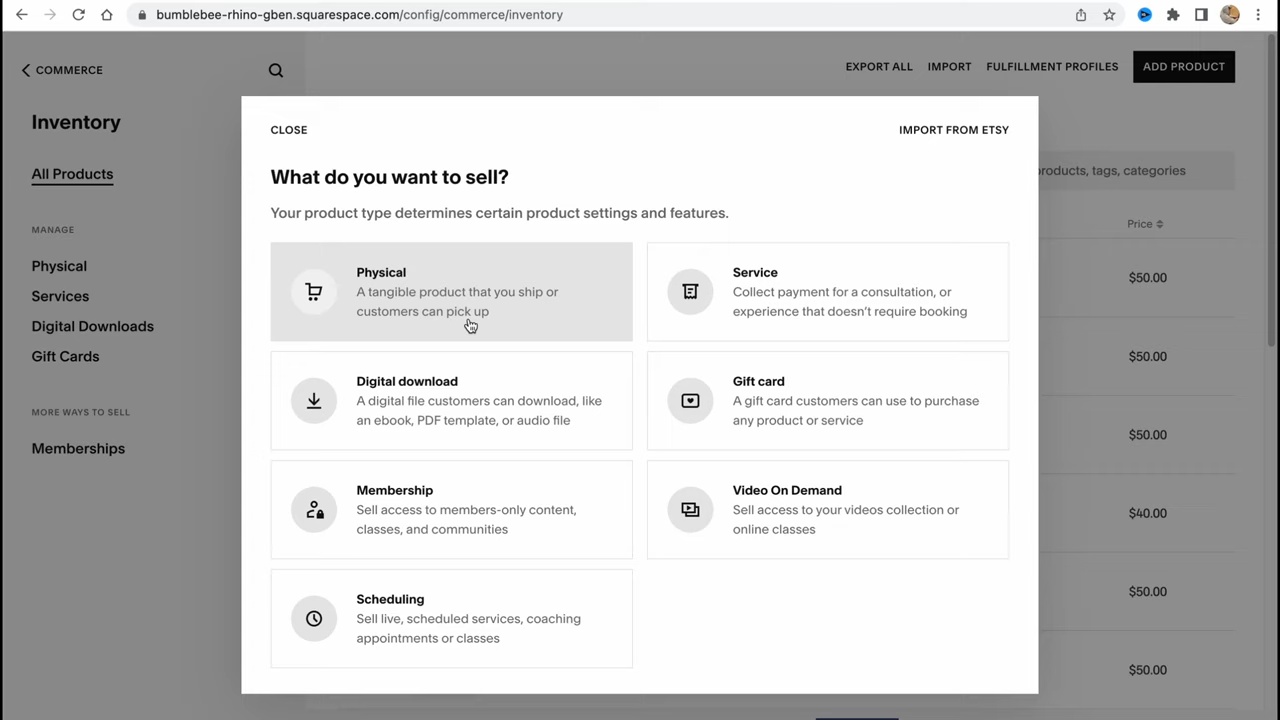 bumblebee-rhino-gben.squarespace.com/config/commerce/inventory
COMMERCE
EXPORT ALL
IMPORT
FULFILLMENT PROFILES
ADD PRODUCT
Inventory
All Products
MANAGE
Physical
Services
Digital Downloads
Gift Cards
MORE WAYS TO SELL
Memberships
CLOSE
IMPORT FROM ETSY
What do you want to sell?
Your product type determines certain product settings and features.
Physical
A tangible product that you ship or
customers can pick up
Service
Collect payment for a consultation, or
experience that doesn't require booking
Digital download
A digital file customers can download, like
an ebook, PDF template, or audio file
Gift card
A gift card customers can use to purchase
any product or service
Membership
Sell access to members-only content,
classes, and communities
Video On Demand
Sell access to your videos collection or
online classes
Scheduling
Sell live, scheduled services, coaching
appointments or classes
products, tags, categories
Price
$50.00
$50.00
$50.00
$40.00
$50.00
$50.00